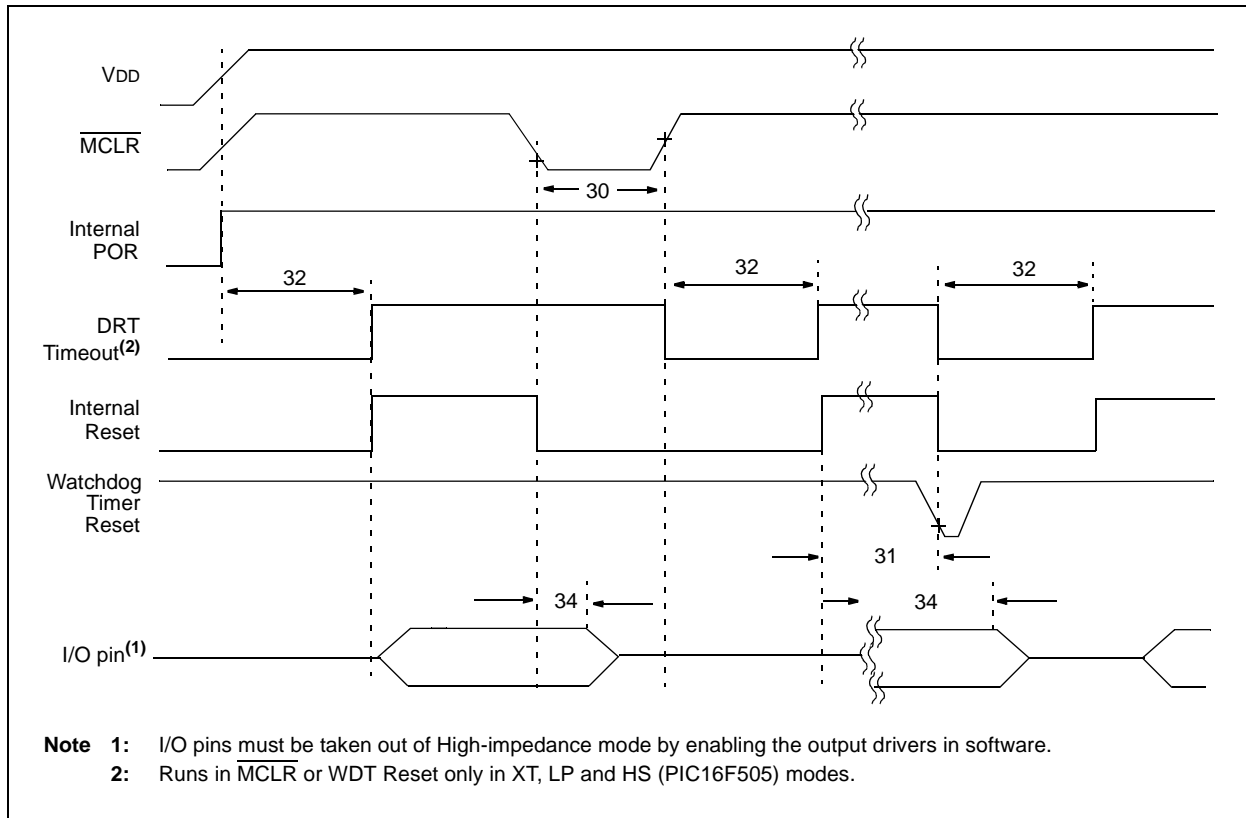 VDD
MCLR
30
Internal
POR
32
32
32
DRT
Timeout(2)
Internal
Reset
Watchdog
Timer
Reset
31
34
34
I/O pin(1)
Note 1: I/O pins must be taken out of High-impedance mode by enabling the output drivers in software.
2: Runs in MCLR or WDT Reset only in XT, LP and HS (PIC16F505) modes.